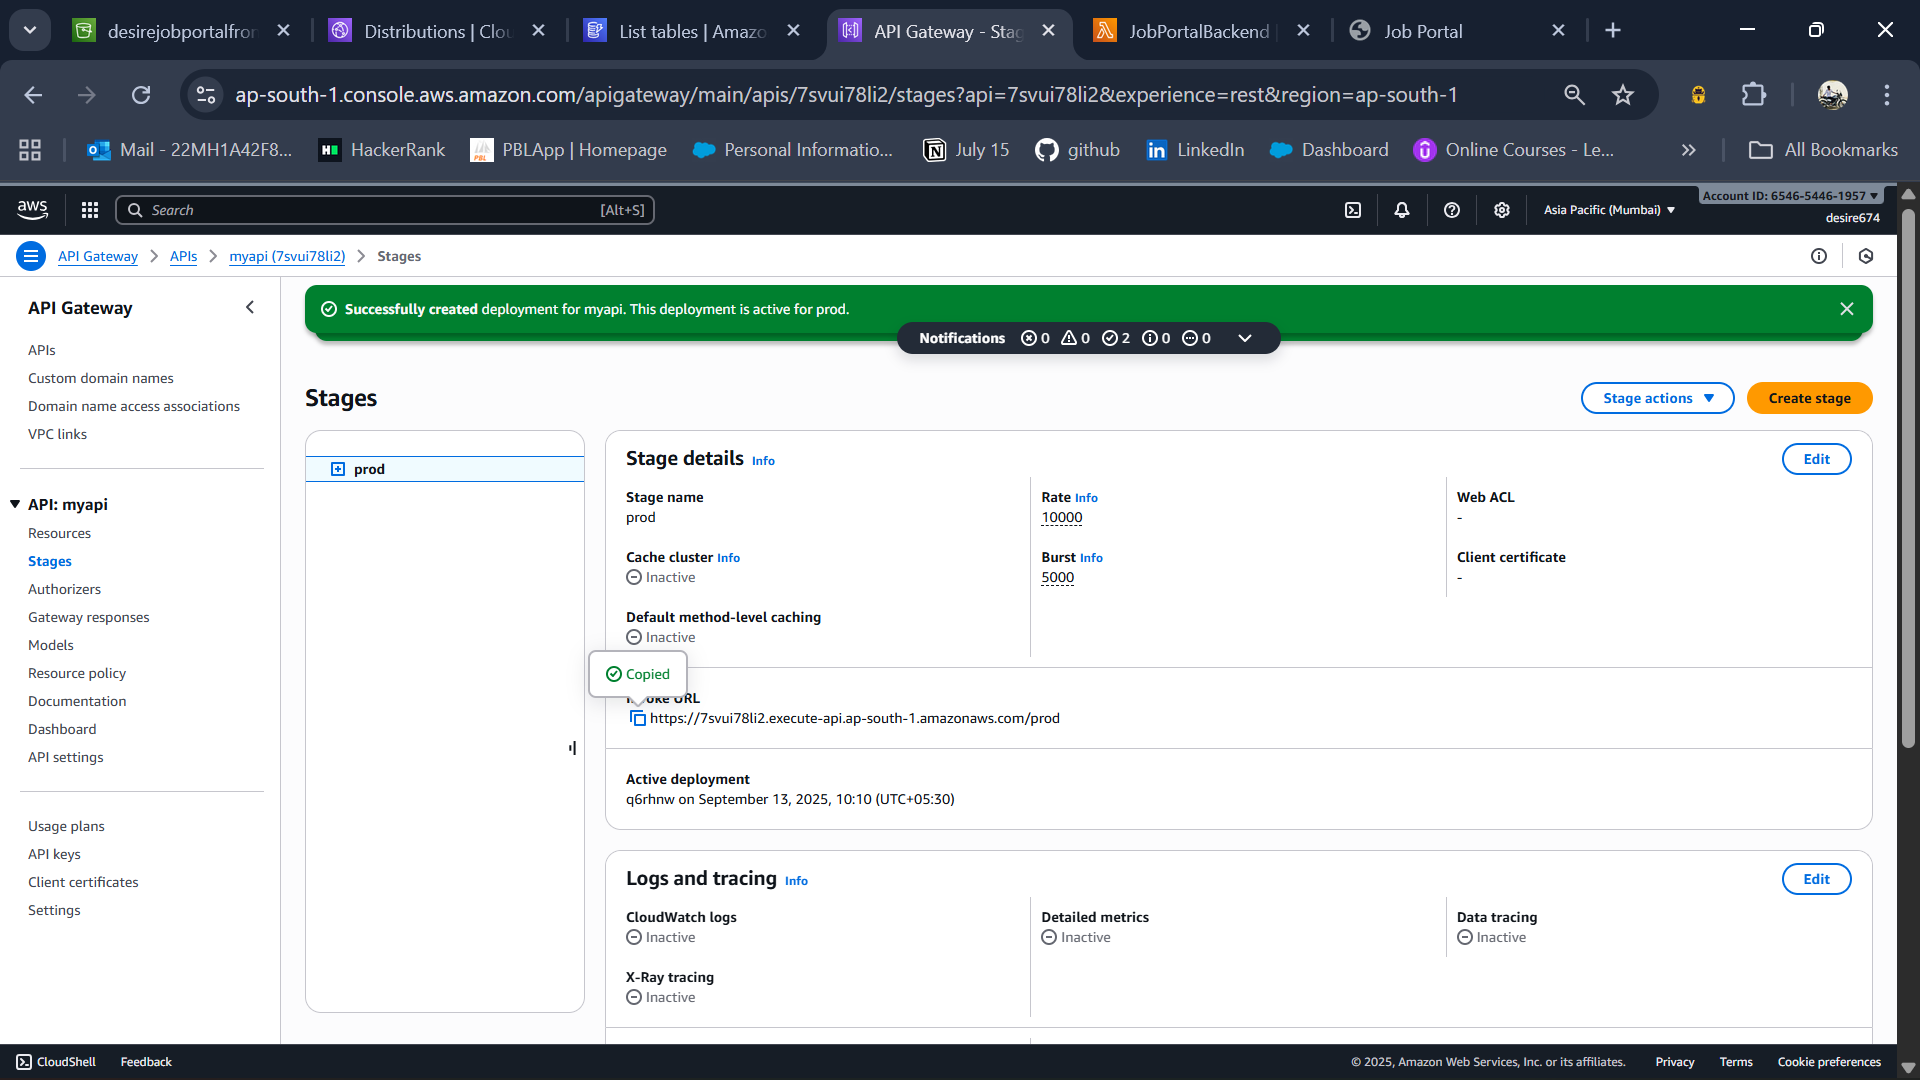 desirejobportalfron
Distributions | Clou
List tables | Amazo
API Gateway - Stag
JobPortalBackend
Job Portal
ap-south-1.console.aws.amazon.com/apigateway/main/apis/7svui78li2/stages?api=7svui78li2&experience=rest&region=ap-south-1
Mail - 22MH1A42F8...
HackerRank
PBLApp | Homepage
Personal Informatio...
July 15
github
LinkedIn
Dashboard
Online Courses - Le...
All Bookmarks
aws
Search
[Alt+S]
Asia Pacific (Mumbai)
Account ID: 6546-5446-1957
desire674
API Gateway
APIs
myapi (7svui78li2)
Stages
API Gateway
APIs
Custom domain names
Domain name access associations
VPC links
API: myapi
Resources
Stages
Authorizers
Gateway responses
Models
Resource policy
Documentation
Dashboard
API settings
Usage plans
API keys
Client certificates
Settings
Successfully created deployment for myapi. This deployment is active for prod.
Notifications 0 0 2 0 0
Stages
Stage actions
Create stage
prod
Stage details Info
Edit
Stage name
prod
Rate Info
10000
Web ACL
-
Cache cluster Info
Inactive
Burst Info
5000
Client certificate
-
Default method-level caching
Inactive
Copied
Invoke URL
https://7svui78li2.execute-api.ap-south-1.amazonaws.com/prod
Active deployment
q6rhnw on September 13, 2025, 10:10 (UTC+05:30)
Logs and tracing Info
Edit
CloudWatch logs
Inactive
Detailed metrics
Inactive
Data tracing
Inactive
X-Ray tracing
Inactive
CloudShell
Feedback
© 2025, Amazon Web Services, Inc. or its affiliates.
Privacy
Terms
Cookie preferences